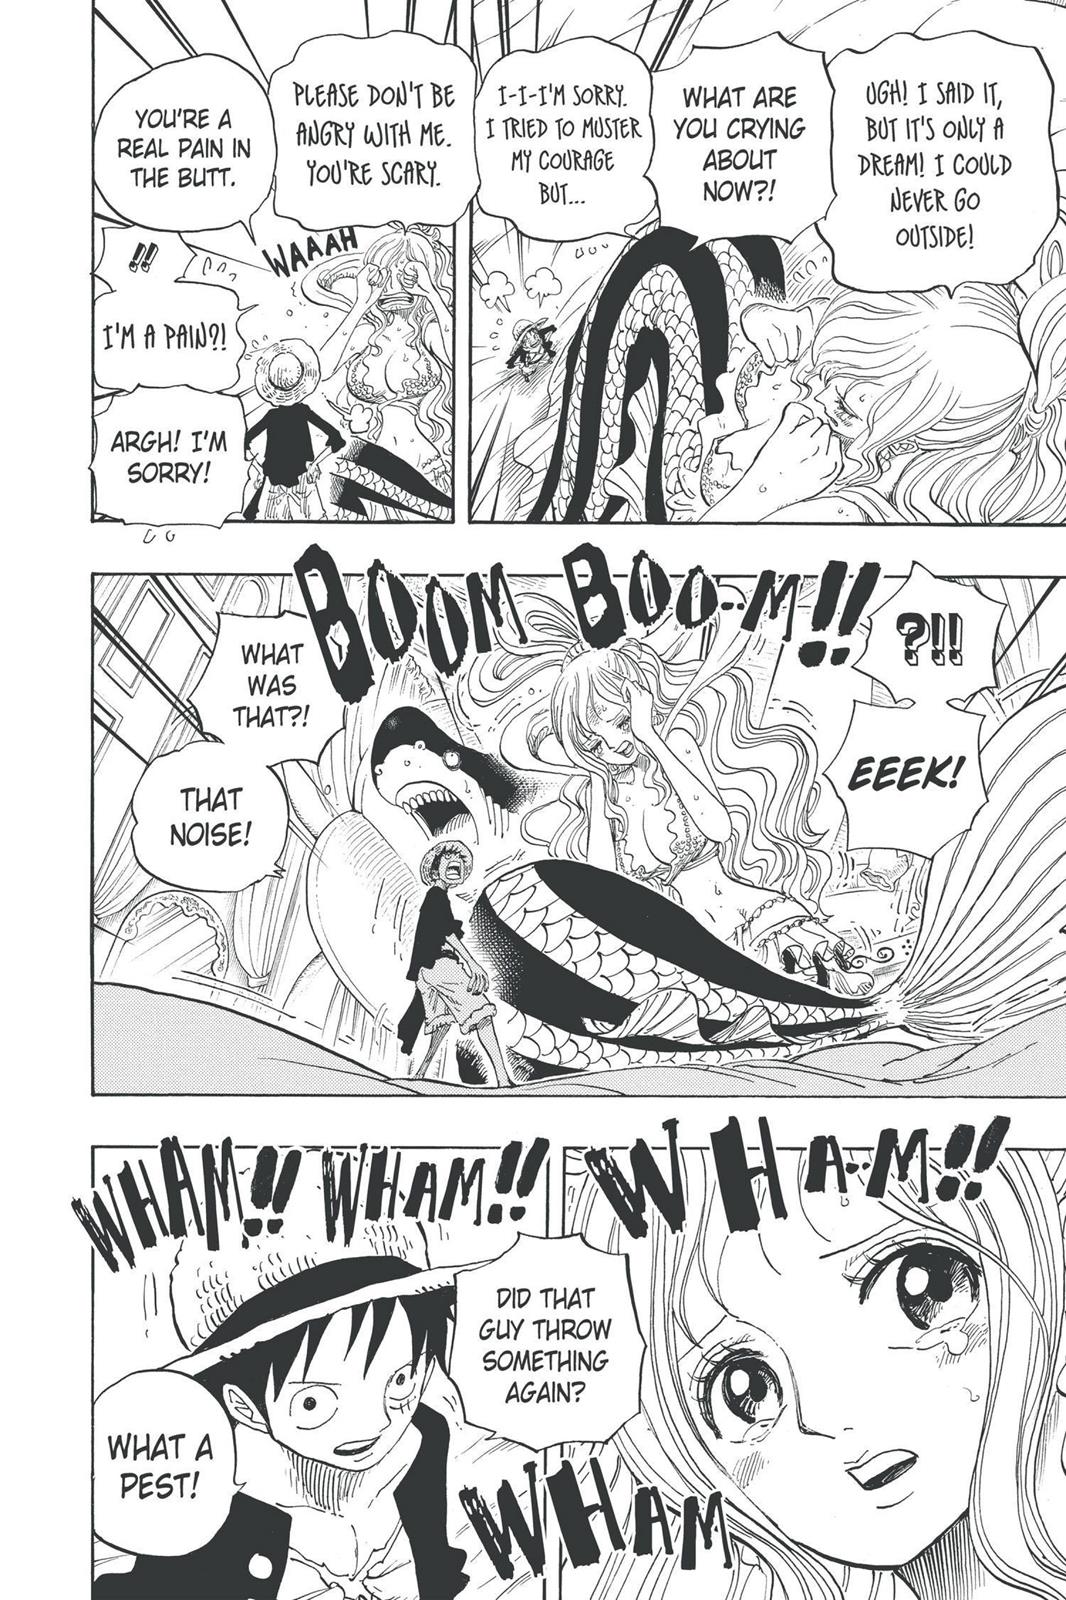 UGH! I SAID IT,
BUT IT'S ONLY A
DREAM! I COULD
NEVER GO
OUTSIDE!
WHAT ARE
YOU CRYING
ABOUT
NOW?!
I-I-I'M SORRY.
I TRIED TO MUSTER
MY COURAGE
BUT...
PLEASE DON'T BE
ANGRY WITH ME.
YOU'RE SCARY.
YOU'RE A
REAL PAIN IN
THE BUTT.
WAAAH
!!
I'M A PAIN?!
ARGH! I'M
SORRY!
BOOM BOO--M!!
?!!
EEEK!
WHAT
WAS
THAT?!
THAT
NOISE!
WHA--M!!
WHAM!! WHAM!!
DID THAT
GUY THROW
SOMETHING
AGAIN?
WHAT A
PEST!
WHAM